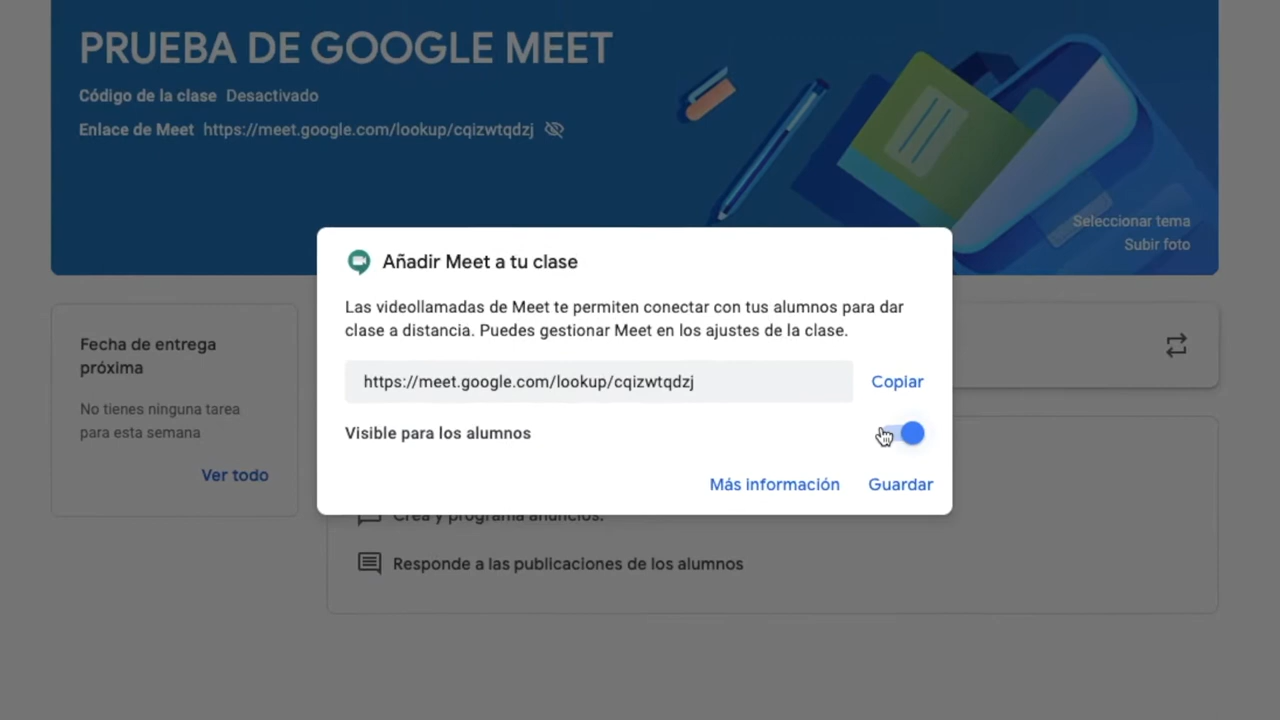 PRUEBA DE GOOGLE MEET
Código de la clase Desactivado
Enlace de Meet https://meet.google.com/lookup/cqizwtqdzj
Seleccionar tema
Subir foto
Añadir Meet a tu clase
Las videollamadas de Meet te permiten conectar con tus alumnos para dar
clase a distancia. Puedes gestionar Meet en los ajustes de la clase.
https://meet.google.com/lookup/cqizwtqdzj Copiar
Visible para los alumnos
Más información Guardar
Fecha de entrega
próxima
No tienes ninguna tarea
para esta semana
Ver todo
Crea y programa anuncios.
Responde a las publicaciones de los alumnos